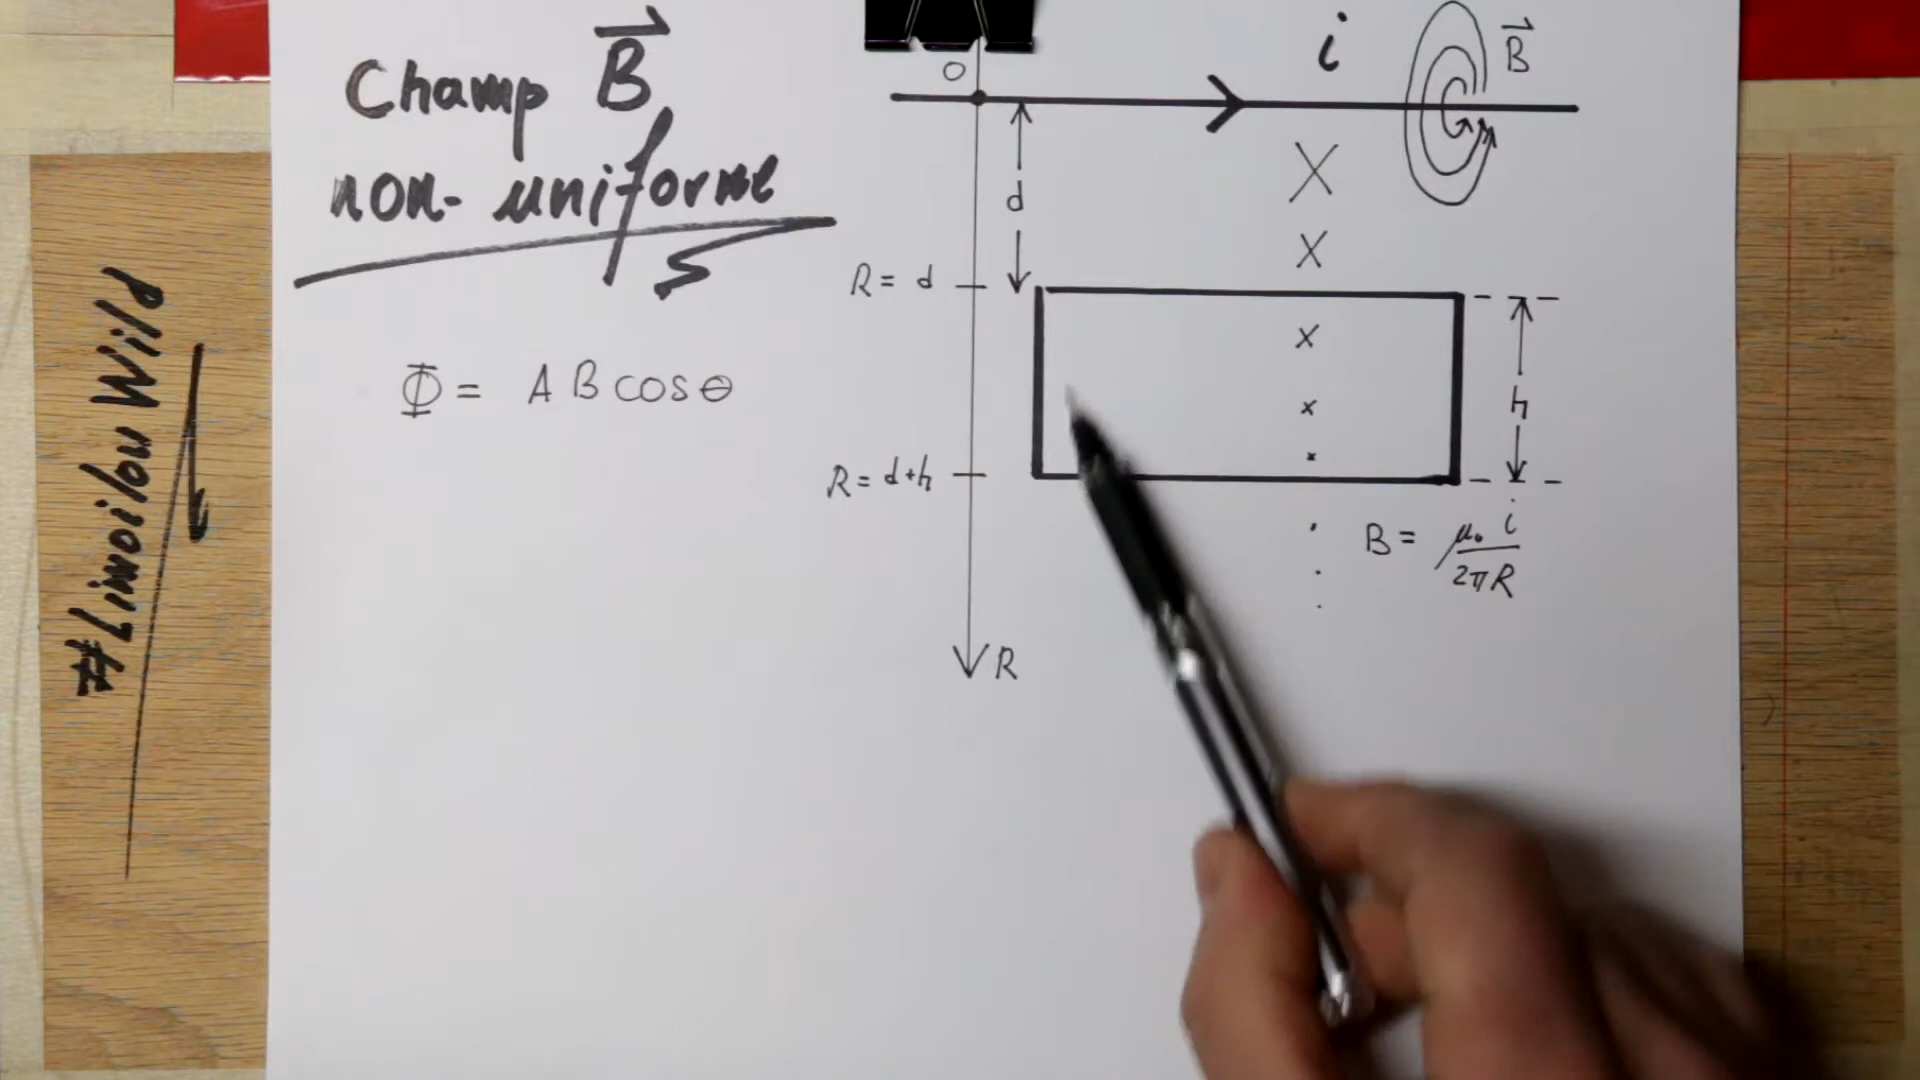 Champ B⃗
non-uniforme
Φ = A B cos θ
O
i
B⃗
d
R = d
h
R = d+h
B = μ₀ i / 2πR
R
#Limoilou Wild